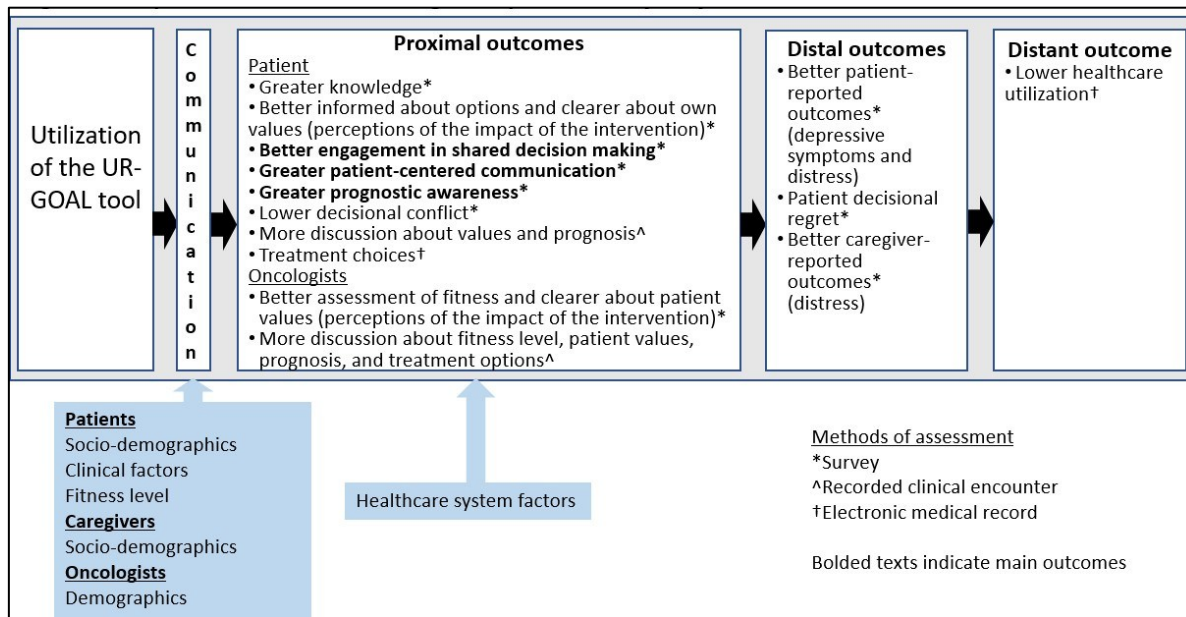 Utilization
of the UR-
GOAL tool
Communication
Proximal outcomes
Patient
• Greater knowledge*
• Better informed about options and clearer about own
values (perceptions of the impact of the intervention)*
• Better engagement in shared decision making*
• Greater patient-centered communication*
• Greater prognostic awareness*
• Lower decisional conflict*
• More discussion about values and prognosis^
• Treatment choices†
Oncologists
• Better assessment of fitness and clearer about patient
values (perceptions of the impact of the intervention)*
• More discussion about fitness level, patient values,
prognosis, and treatment options^
Distal outcomes
• Better patient-
reported
outcomes*
(depressive
symptoms and
distress)
• Patient decisional
regret*
• Better caregiver-
reported
outcomes*
(distress)
Distant outcome
• Lower healthcare
utilization†
Patients
Socio-demographics
Clinical factors
Fitness level
Caregivers
Socio-demographics
Oncologists
Demographics
Healthcare system factors
Methods of assessment
*Survey
^Recorded clinical encounter
†Electronic medical record
Bolded texts indicate main outcomes